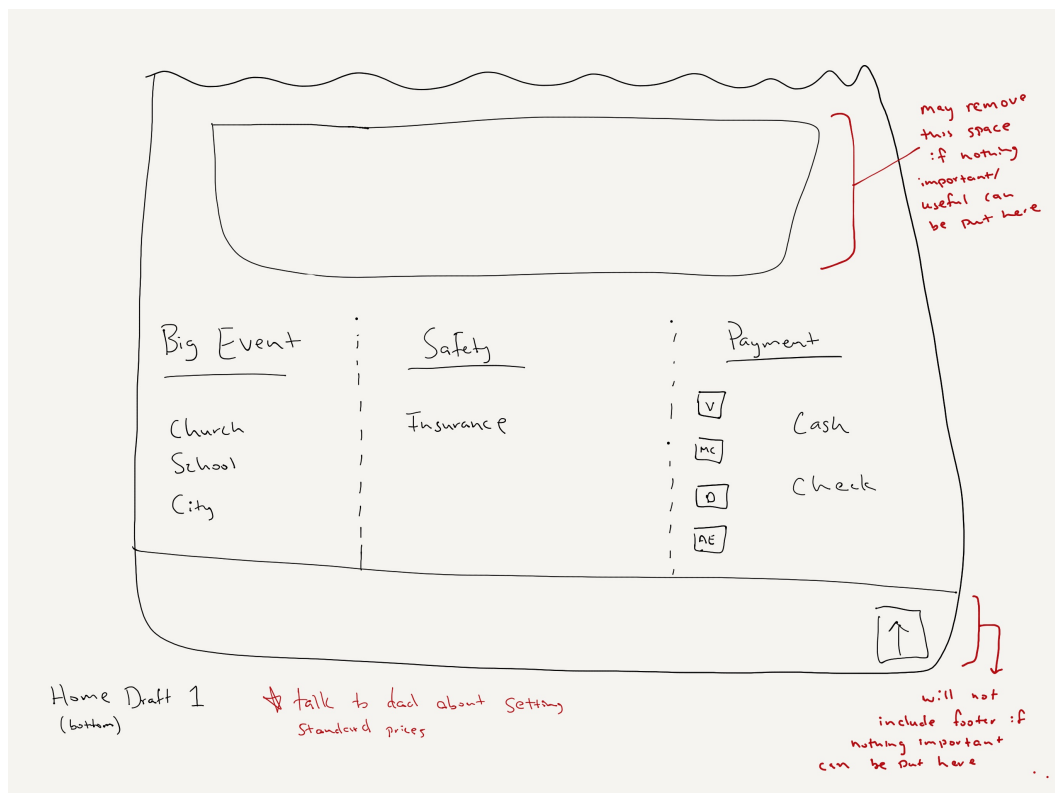 may remove
this space
if nothing
important/
useful can
be put here
Big Event
Church
School
City
Safety
Insurance
Payment
V
MC
D
AE
Cash
Check
Home Draft 1
(bottom)
talk to dad about setting
standard prices
will not
include footer if
nothing important
can be put here